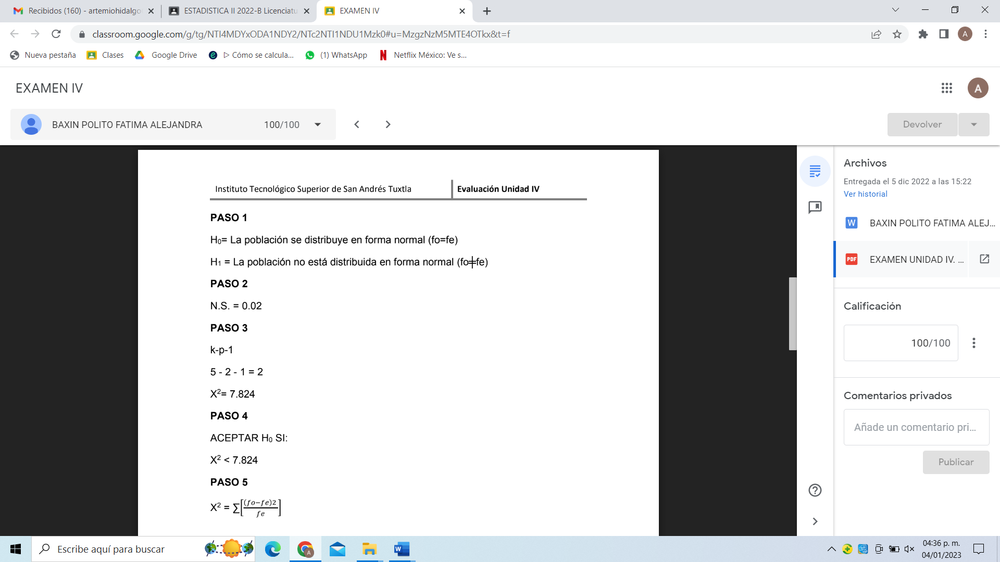 Recibidos (160) - artemiohidalgo
ESTADISTICA II 2022-B Licenciatu
EXAMEN IV
classroom.google.com/g/tg/NTI4MDYxODA1NDY2/NTc2NTI1NDU1Mzk0#u=MzgzNzM5MTE4OTkx&t=f
A
Nueva pestaña
Clases
Google Drive
▷ Cómo se calcula...
(1) WhatsApp
Netflix México: Ve s...
EXAMEN IV
A
BAXIN POLITO FATIMA ALEJANDRA
100/100
Devolver
Instituto Tecnológico Superior de San Andrés Tuxtla
Evaluación Unidad IV
PASO 1
H₀= La población se distribuye en forma normal (fo=fe)
H₁ = La población no está distribuida en forma normal (fo╪fe)
PASO 2
N.S. = 0.02
PASO 3
k-p-1
5 - 2 - 1 = 2
X²= 7.824
PASO 4
ACEPTAR H₀ SI:
X² < 7.824
PASO 5
X² = ∑[(fo−fe)2/fe]
Archivos
Entregada el 5 dic 2022 a las 15:22
Ver historial
W
BAXIN POLITO FATIMA ALEJ...
PDF
EXAMEN UNIDAD IV. ...
Calificación
100/100
Comentarios privados
Añade un comentario pri...
Publicar
Escribe aquí para buscar
A
W
04:36 p. m.
04/01/2023